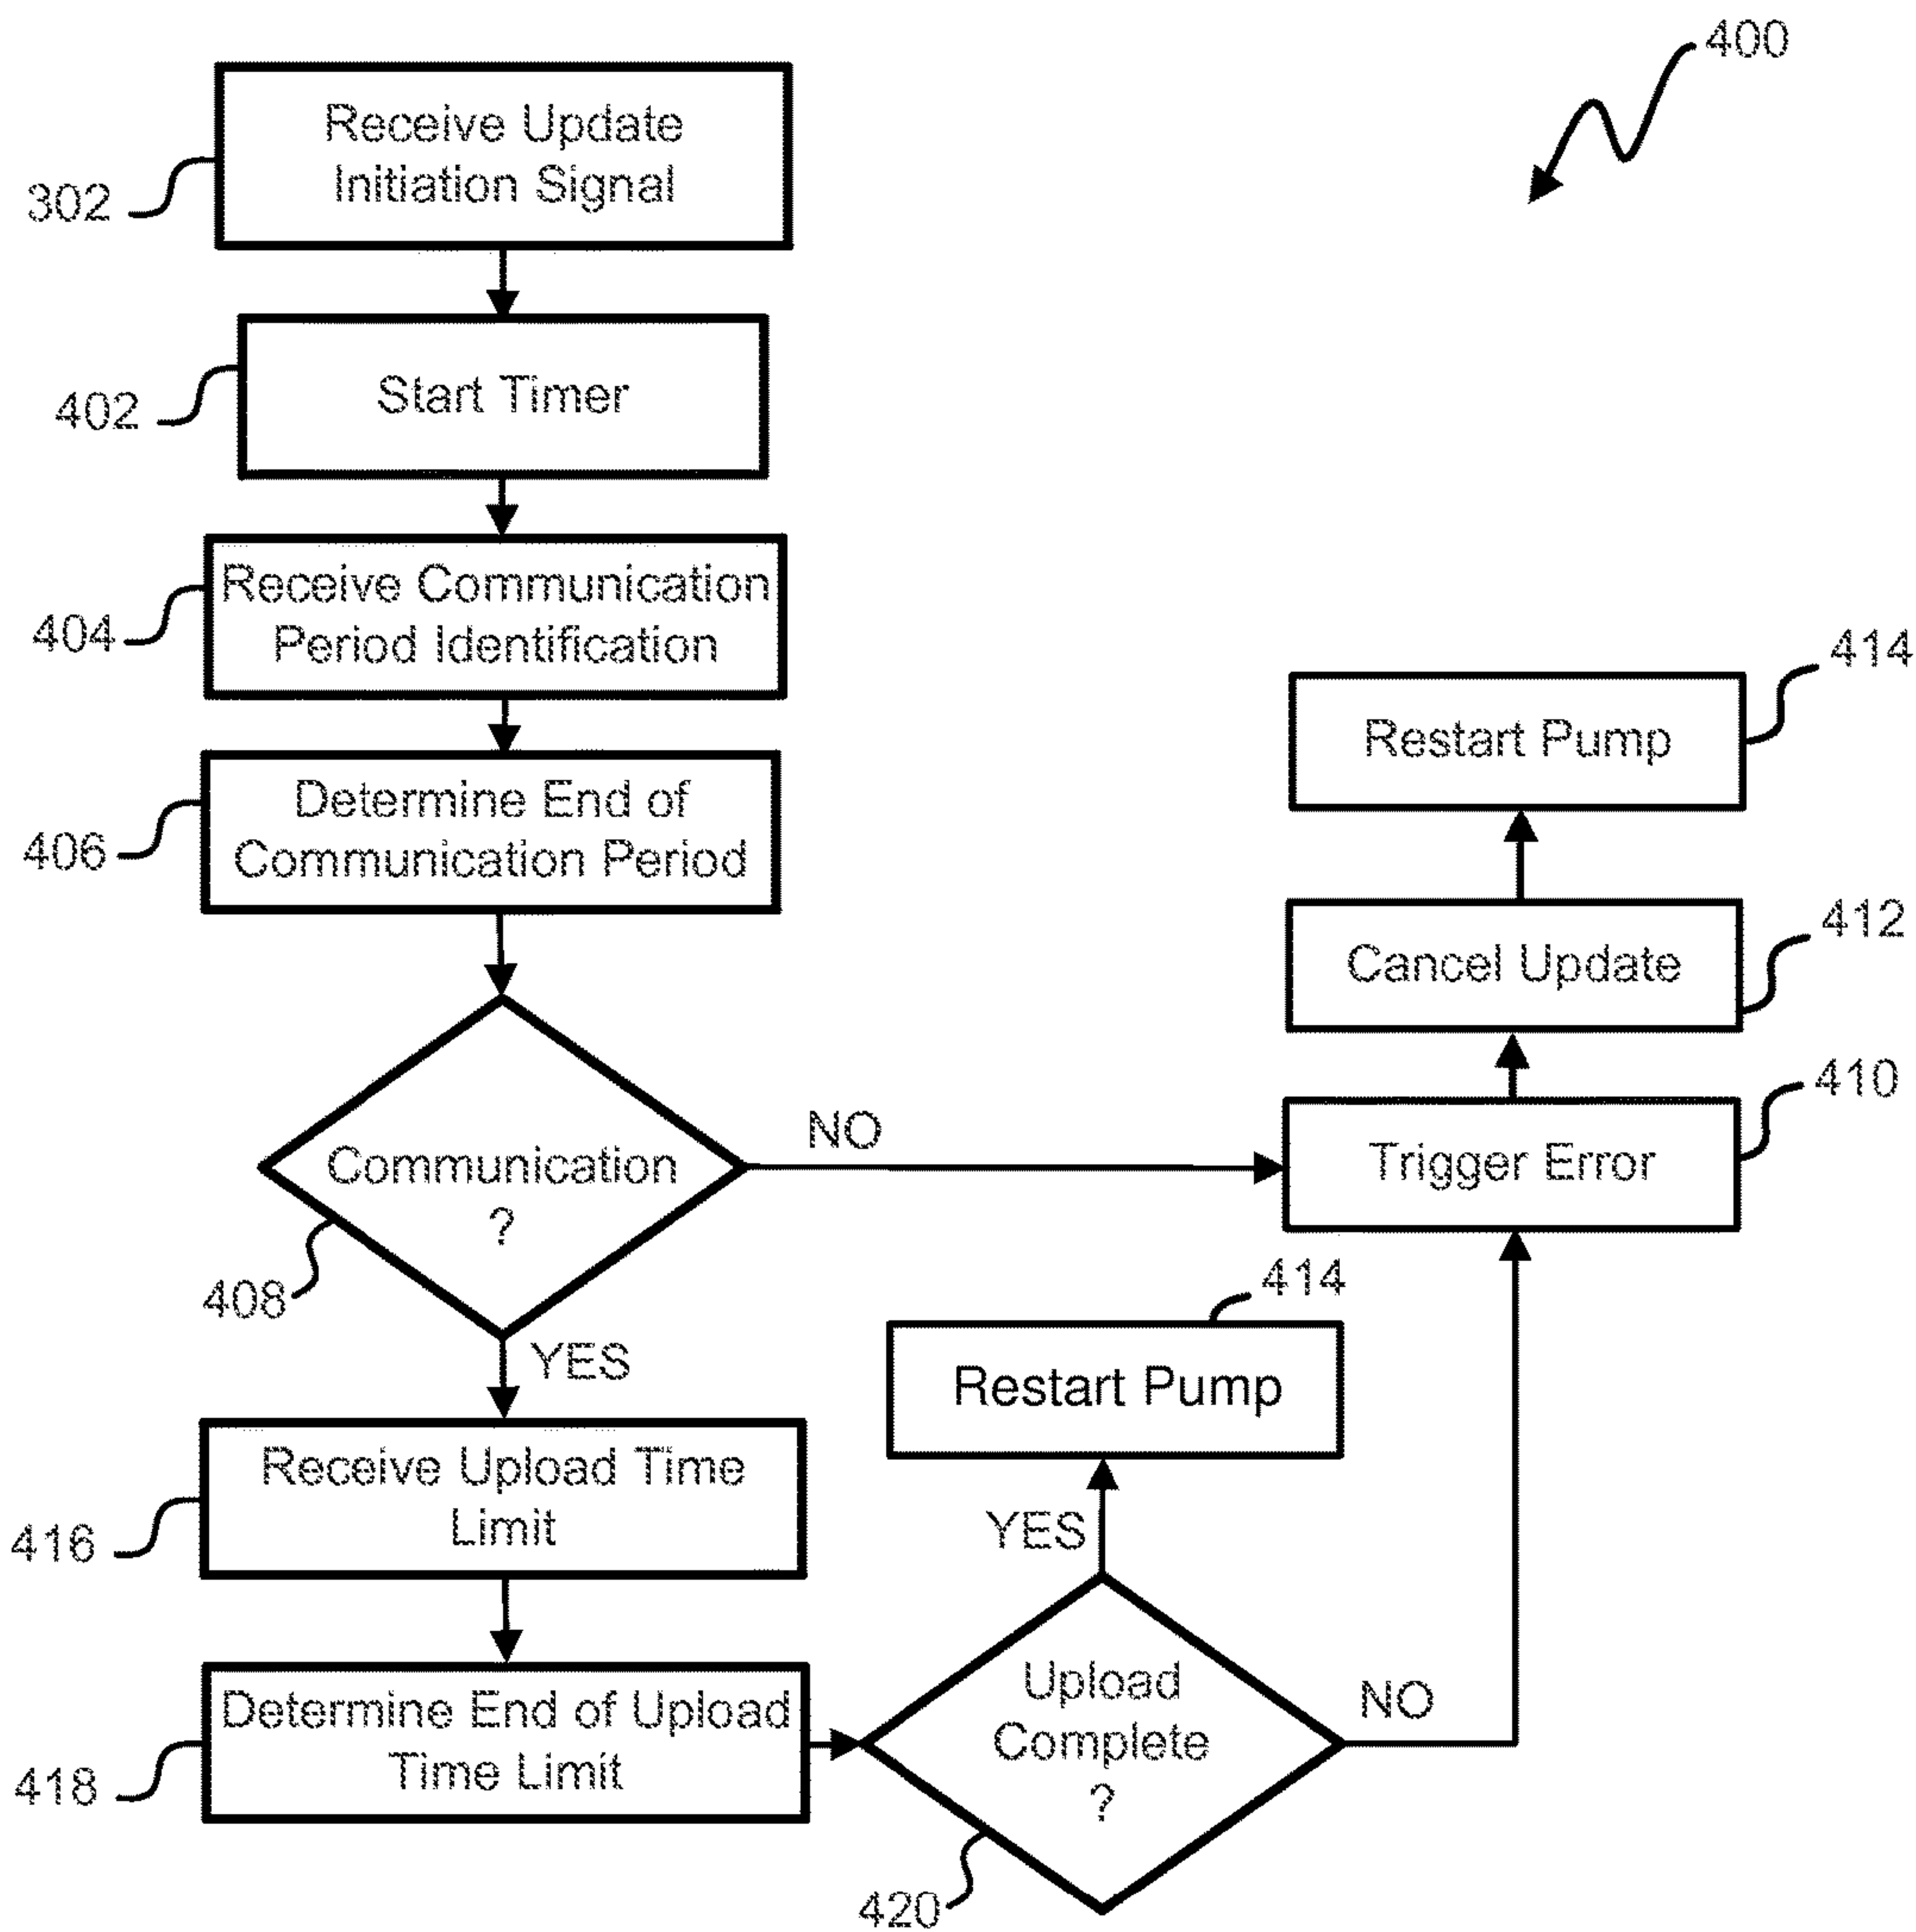 400
Receive Update
Initiation Signal
302
Start Timer
402
Receive Communication
Period Identification
404
Determine End of
Communication Period
406
Communication
?
408
NO
YES
Restart Pump
414
Cancel Update
412
Trigger Error
410
Receive Upload Time
Limit
416
Determine End of Upload
Time Limit
418
Upload
Complete
?
420
YES
NO
Restart Pump
414